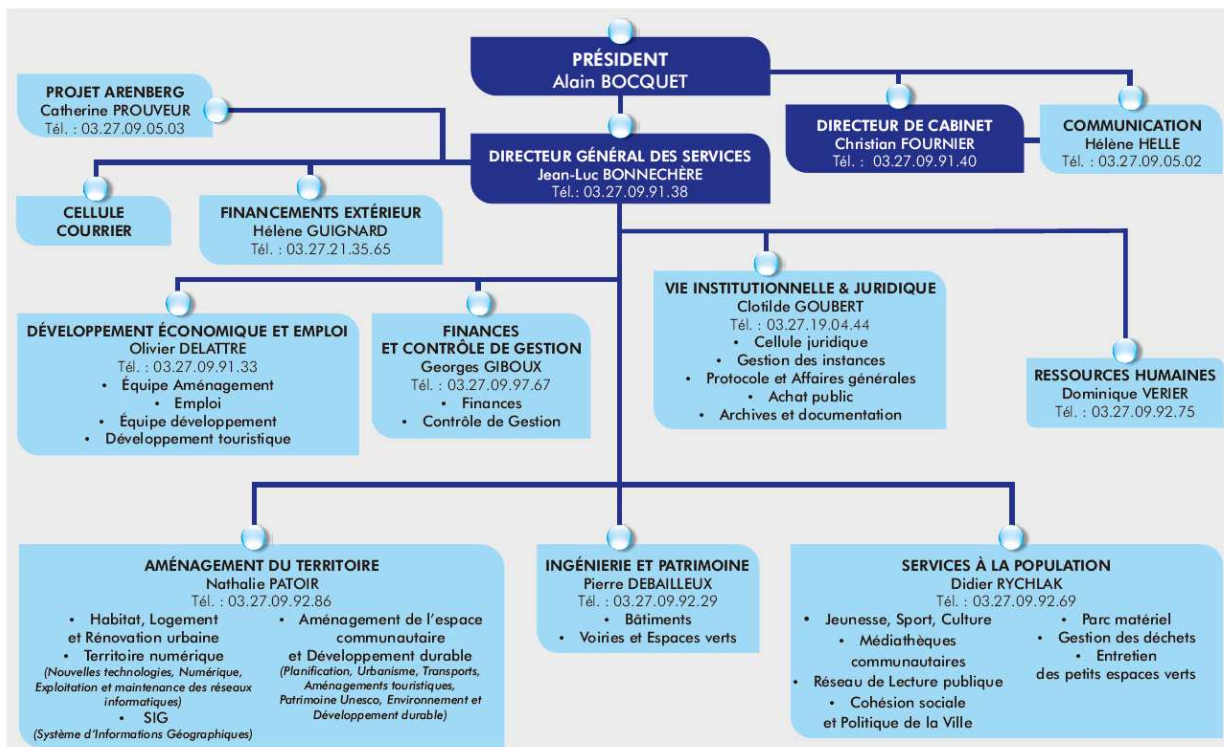 PRÉSIDENT
Alain BOCQUET
PROJET ARENBERG
Catherine PROUVEUR
Tél. : 03.27.09.05.03
DIRECTEUR DE CABINET
Christian FOURNIER
Tél. : 03.27.09.91.40
COMMUNICATION
Hélène HELLE
Tél. : 03.27.09.05.02
DIRECTEUR GÉNÉRAL DES SERVICES
Jean-Luc BONNECHÈRE
Tél.: 03.27.09.91.38
CELLULE
COURRIER
FINANCEMENTS EXTÉRIEUR
Hélène GUIGNARD
Tél. : 03.27.21.35.65
DÉVELOPPEMENT ÉCONOMIQUE ET EMPLOI
Olivier DELATTRE
Tél. : 03.27.09.91.33
• Équipe Aménagement
• Emploi
• Équipe développement
• Développement touristique
FINANCES
ET CONTRÔLE DE GESTION
Georges GIBOUX
Tél. : 03.27.09.97.67
• Finances
• Contrôle de Gestion
VIE INSTITUTIONNELLE & JURIDIQUE
Clotilde GOUBERT
Tél. : 03.27.19.04.44
• Cellule juridique
• Gestion des instances
• Protocole et Affaires générales
• Achat public
• Archives et documentation
RESSOURCES HUMAINES
Dominique VERIER
Tél. : 03.27.09.92.75
AMÉNAGEMENT DU TERRITOIRE
Nathalie PATOIR
Tél. : 03.27.09.92.86
• Habitat, Logement
et Rénovation urbaine
• Territoire numérique
(Nouvelles technologies, Numérique,
Exploitation et maintenance des réseaux
informatiques)
• SIG
(Système d'Informations Géographiques)
• Aménagement de l'espace
communautaire
et Développement durable
(Planification, Urbanisme, Transports,
Aménagements touristiques,
Patrimoine Unesco, Environnement et
Développement durable)
INGÉNIERIE ET PATRIMOINE
Pierre DEBAILLEUX
Tél. : 03.27.09.92.29
• Bâtiments
• Voiries et Espaces verts
SERVICES À LA POPULATION
Didier RYCHLAK
Tél. : 03.27.09.92.69
• Jeunesse, Sport, Culture
• Médiathèques
communautaires
• Réseau de Lecture publique
• Cohésion sociale
et Politique de la Ville
• Parc matériel
• Gestion des déchets
• Entretien
des petits espaces verts